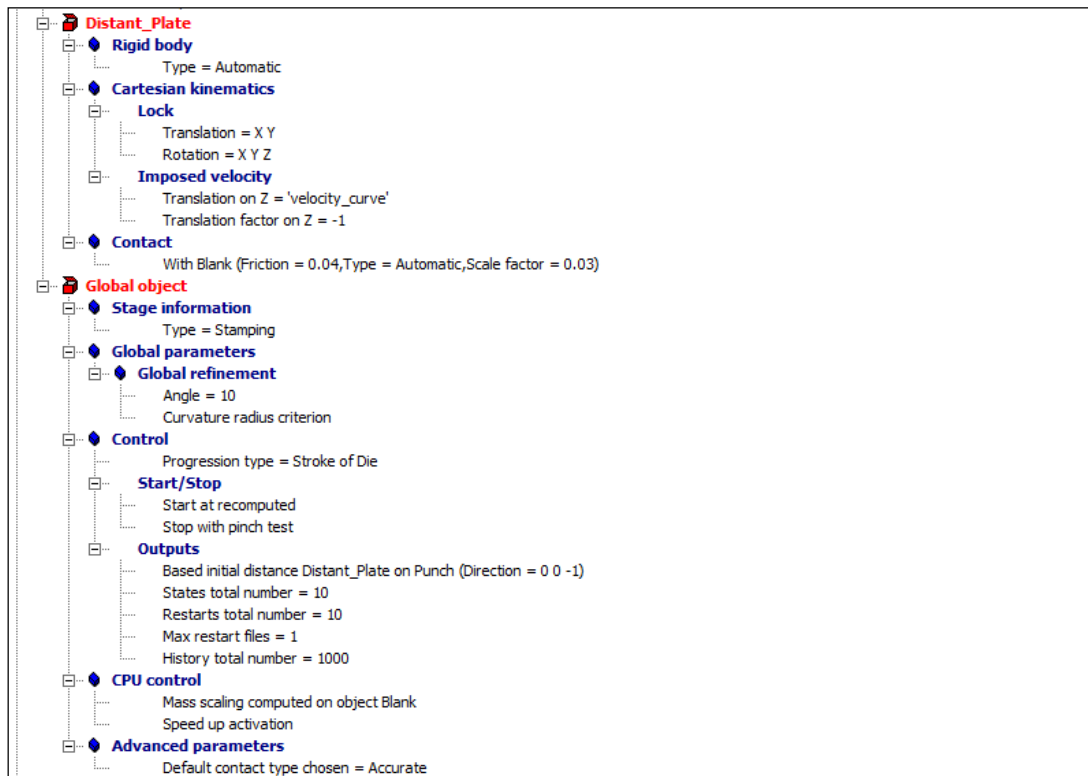 Distant_Plate
Rigid body
Type = Automatic
Cartesian kinematics
Lock
Translation = X Y
Rotation = X Y Z
Imposed velocity
Translation on Z = 'velocity_curve'
Translation factor on Z = -1
Contact
With Blank (Friction = 0.04,Type = Automatic,Scale factor = 0.03)
Global object
Stage information
Type = Stamping
Global parameters
Global refinement
Angle = 10
Curvature radius criterion
Control
Progression type = Stroke of Die
Start/Stop
Start at recomputed
Stop with pinch test
Outputs
Based initial distance Distant_Plate on Punch (Direction = 0 0 -1)
States total number = 10
Restarts total number = 10
Max restart files = 1
History total number = 1000
CPU control
Mass scaling computed on object Blank
Speed up activation
Advanced parameters
Default contact type chosen = Accurate